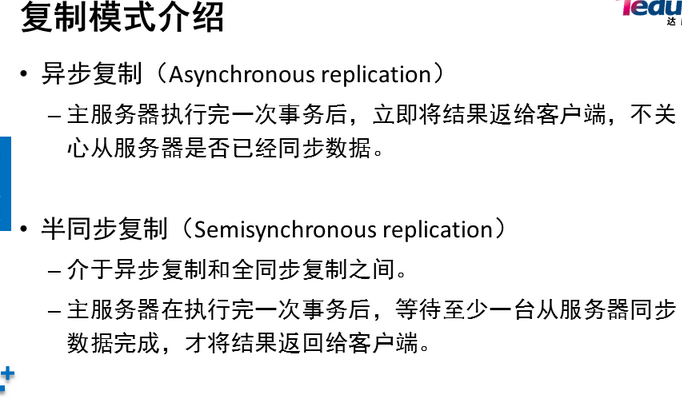 复制模式介绍
Tedu
达
• 异步复制（Asynchronous replication）
– 主服务器执行完一次事务后，立即将结果返给客户端，不关
心从服务器是否已经同步数据。
• 半同步复制（Semisynchronous replication）
– 介于异步复制和全同步复制之间。
– 主服务器在执行完一次事务后，等待至少一台从服务器同步
数据完成，才将结果返回给客户端。